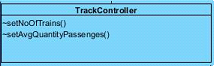 TrackController
~setNoOfTrains()
~setAvgQuantityPassenges()